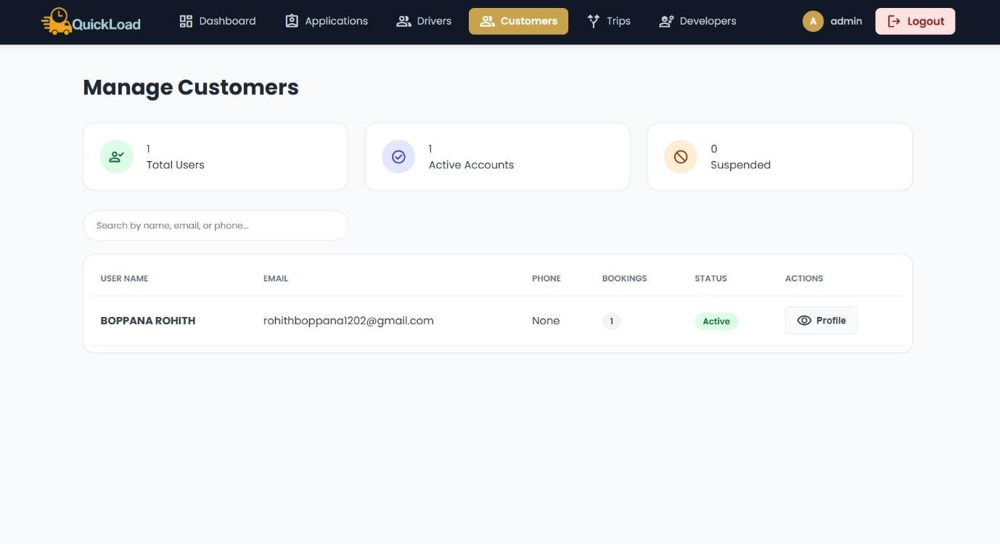 QuickLoad Dashboard Applications Drivers Customers Trips Developers A admin Logout
Manage Customers
1
Total Users
1
Active Accounts
0
Suspended
Search by name, email, or phone...
USER NAME EMAIL PHONE BOOKINGS STATUS ACTIONS
BOPPANA ROHITH rohithboppana1202@gmail.com None 1 Active Profile